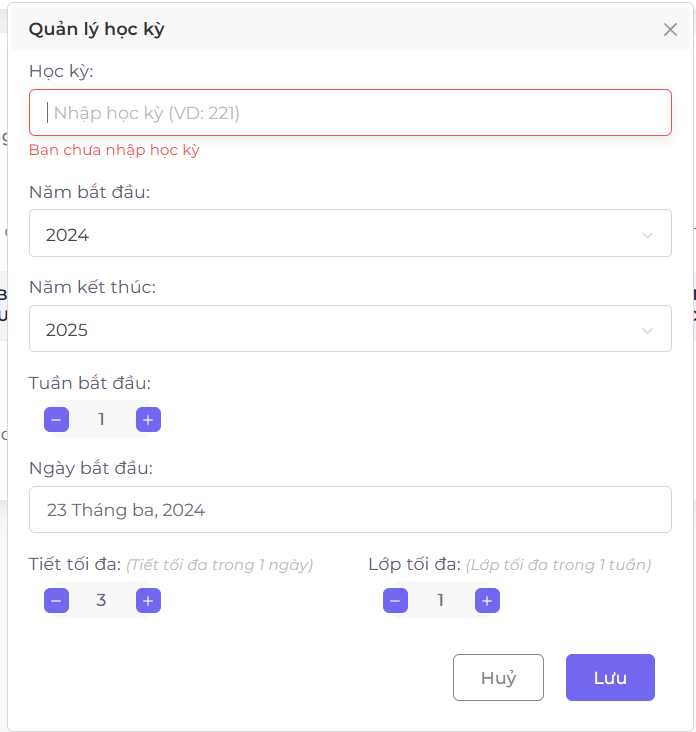 Quản lý học kỳ
Học kỳ:
Nhập học kỳ (VD: 221)
Bạn chưa nhập học kỳ
Năm bắt đầu:
2024
Năm kết thúc:
2025
Tuần bắt đầu:
− 1 +
Ngày bắt đầu:
23 Tháng ba, 2024
Tiết tối đa: (Tiết tối đa trong 1 ngày) Lớp tối đa: (Lớp tối đa trong 1 tuần)
− 3 + − 1 +
Huỷ Lưu